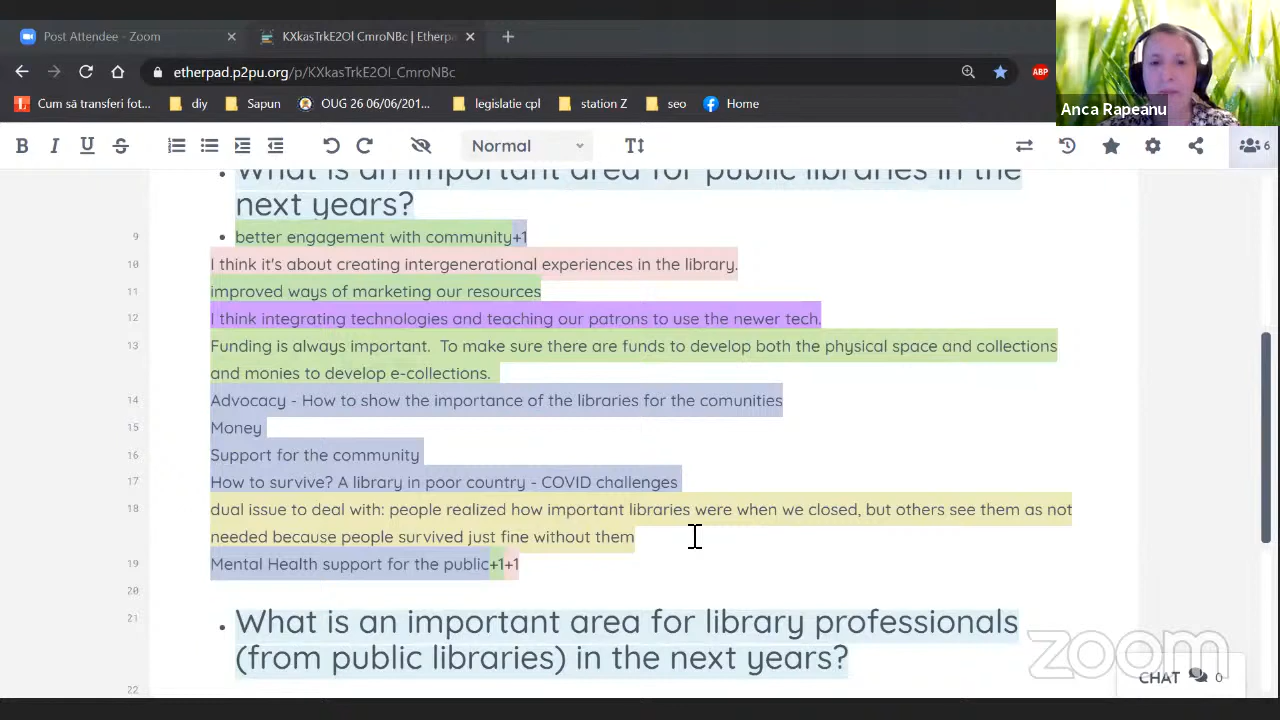 Post Attendee - Zoom
KXkasTrkE2Ol CmroNBc | Etherpa
etherpad.p2pu.org/p/KXkasTrkE2Ol_CmroNBc
ABP
Cum să transferi fot...
diy
Sapun
OUG 26 06/06/201...
legislatie cpl
station Z
seo
Home
Anca Rapeanu
B I U S
Normal
6
What is an important area for public libraries in the
next years?
9 better engagement with community+1
10 I think it's about creating intergenerational experiences in the library.
11 improved ways of marketing our resources
12 I think integrating technologies and teaching our patrons to use the newer tech.
13 Funding is always important. To make sure there are funds to develop both the physical space and collections
and monies to develop e-collections.
14 Advocacy - How to show the importance of the libraries for the comunities
15 Money
16 Support for the community
17 How to survive? A library in poor country - COVID challenges
18 dual issue to deal with: people realized how important libraries were when we closed, but others see them as not
needed because people survived just fine without them
19 Mental Health support for the public+1+1
20
21 What is an important area for library professionals
(from public libraries) in the next years?
22
zoom
CHAT 0